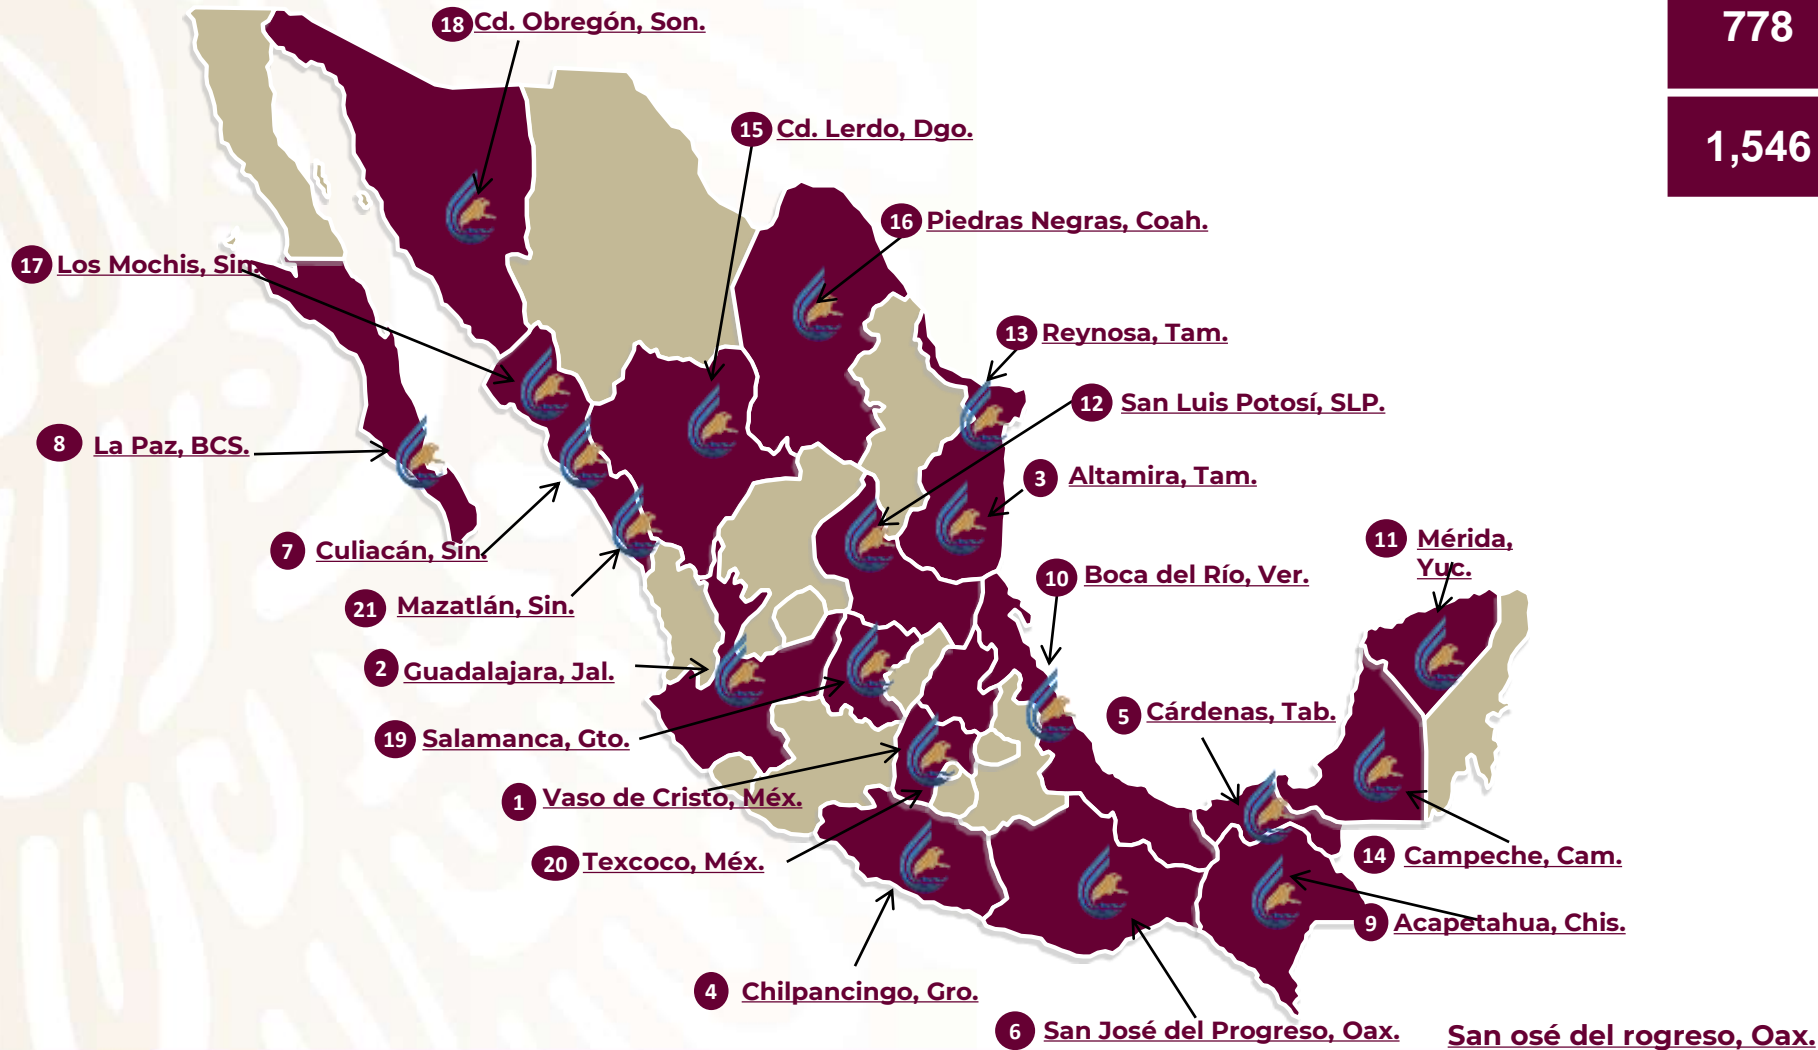 778
1,546
18 Cd. Obregón, Son.
15 Cd. Lerdo, Dgo.
16 Piedras Negras, Coah.
17 Los Mochis, Sin.
13 Reynosa, Tam.
12 San Luis Potosí, SLP.
8 La Paz, BCS.
3 Altamira, Tam.
7 Culiacán, Sin.
11 Mérida,
Yuc.
10 Boca del Río, Ver.
21 Mazatlán, Sin.
2 Guadalajara, Jal.
5 Cárdenas, Tab.
19 Salamanca, Gto.
1 Vaso de Cristo, Méx.
20 Texcoco, Méx.
14 Campeche, Cam.
9 Acapetahua, Chis.
4 Chilpancingo, Gro.
6 San José del Progreso, Oax.
San osé del rogreso, Oax.